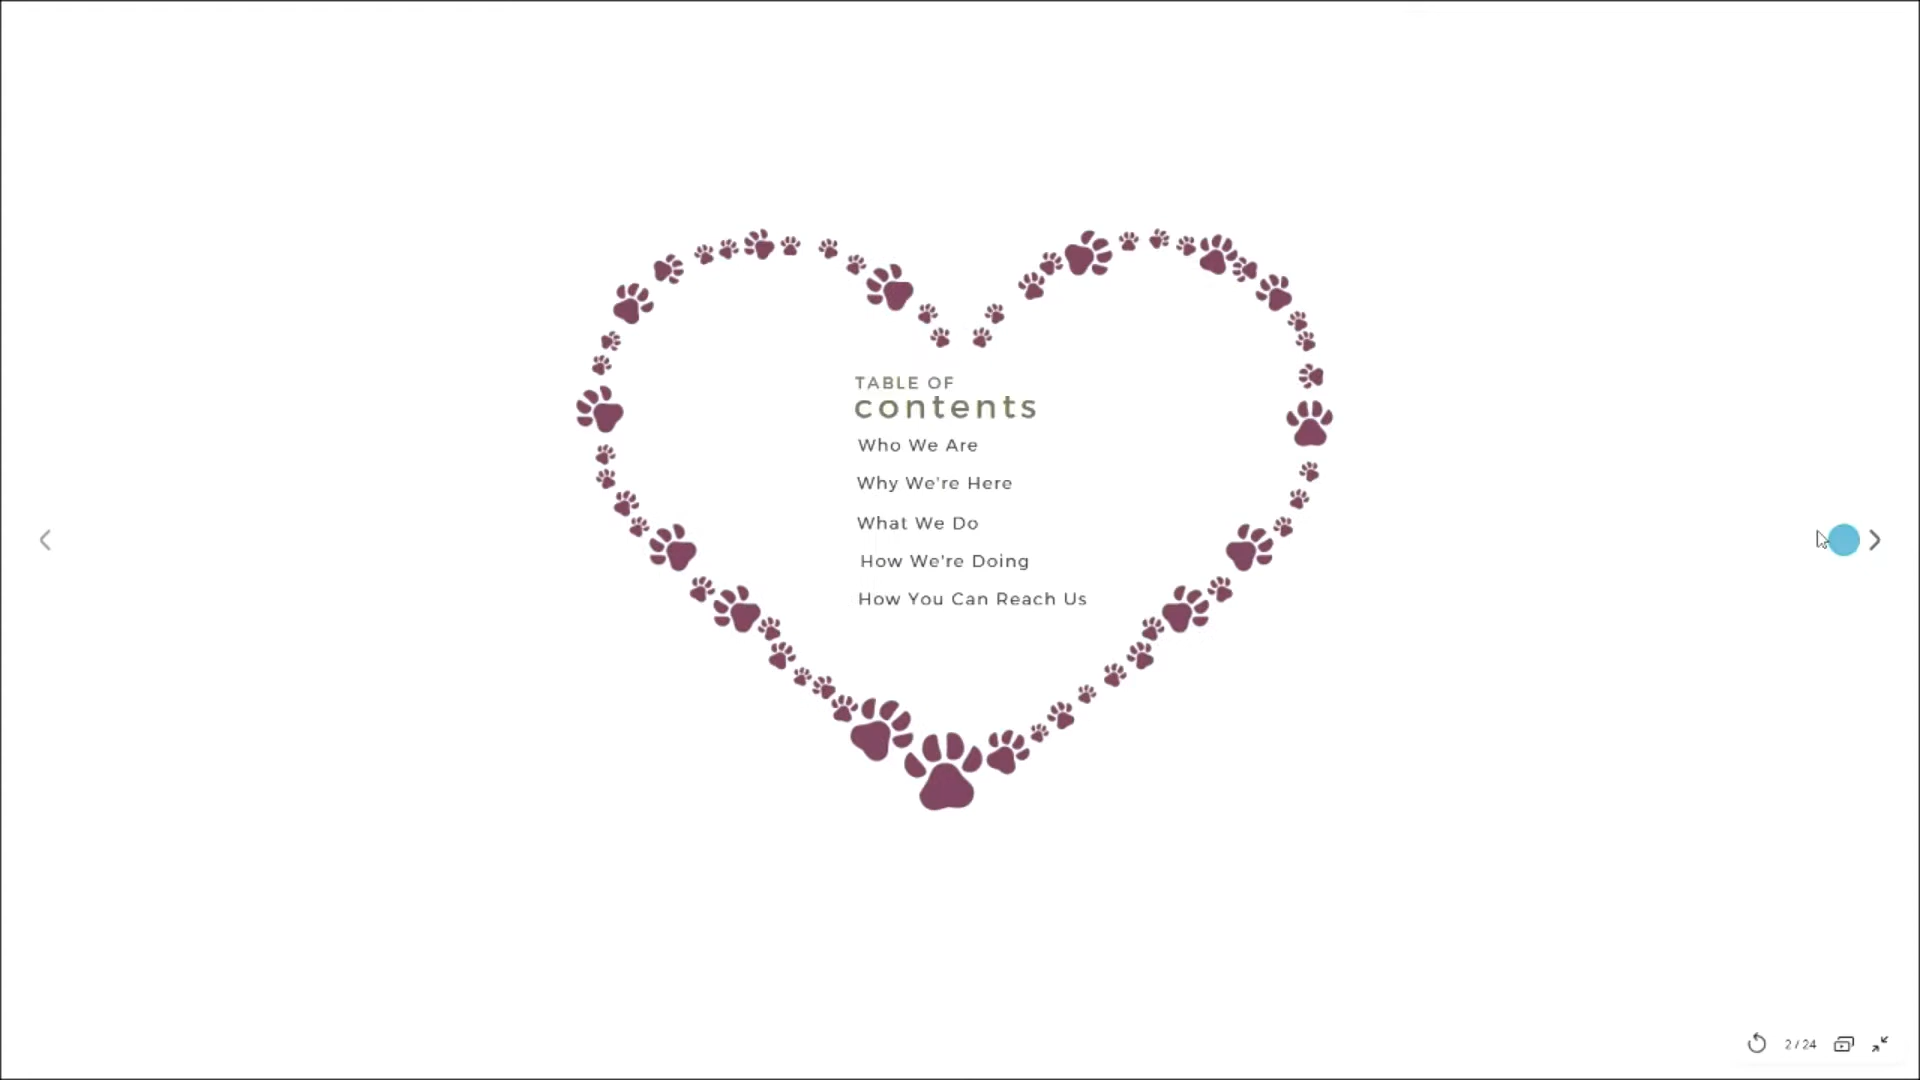 TABLE OF
contents
Who We Are
Why We're Here
What We Do
How We're Doing
How You Can Reach Us
2 / 24